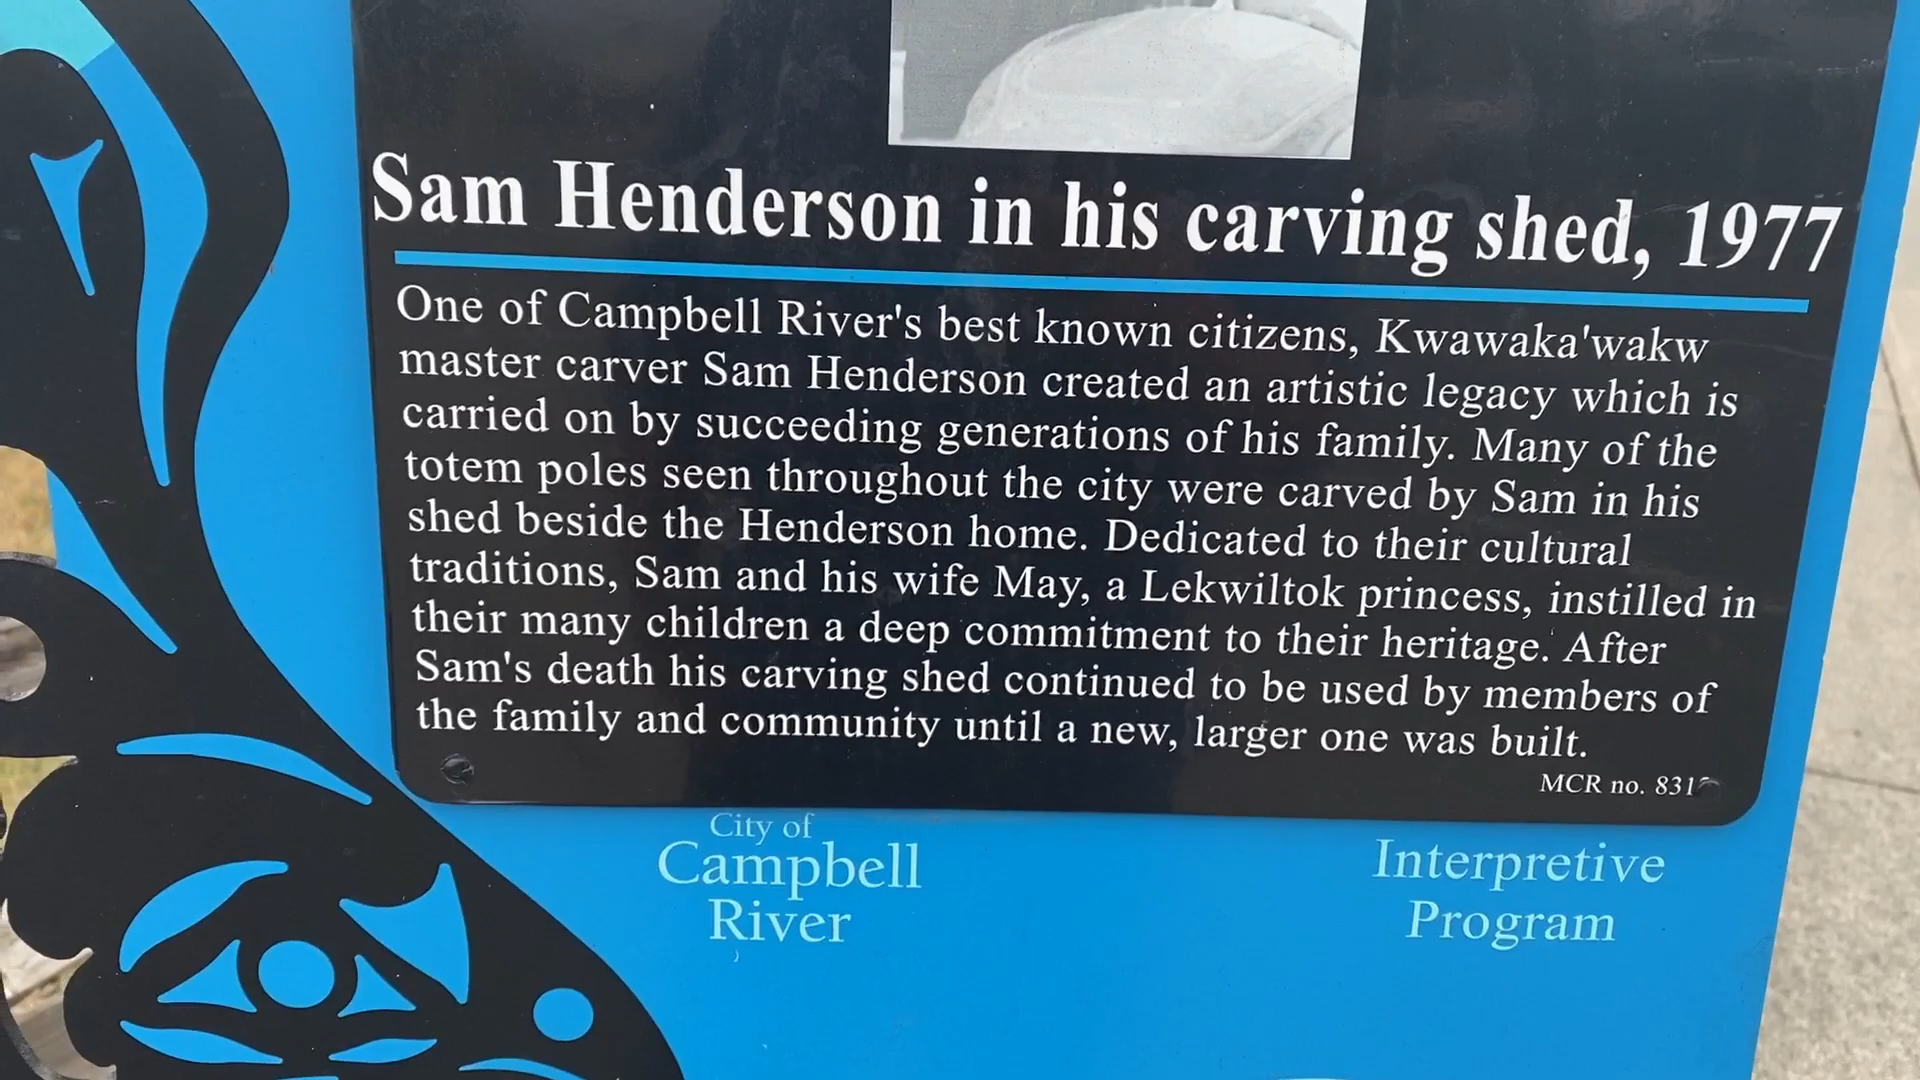 Sam Henderson in his carving shed, 1977
One of Campbell River's best known citizens, Kwawaka'wakw
master carver Sam Henderson created an artistic legacy which is
carried on by succeeding generations of his family. Many of the
totem poles seen throughout the city were carved by Sam in his
shed beside the Henderson home. Dedicated to their cultural
traditions, Sam and his wife May, a Lekwiltok princess, instilled in
their many children a deep commitment to their heritage. After
Sam's death his carving shed continued to be used by members of
the family and community until a new, larger one was built.
MCR no.
City of
Campbell
River
Interpretive
Program